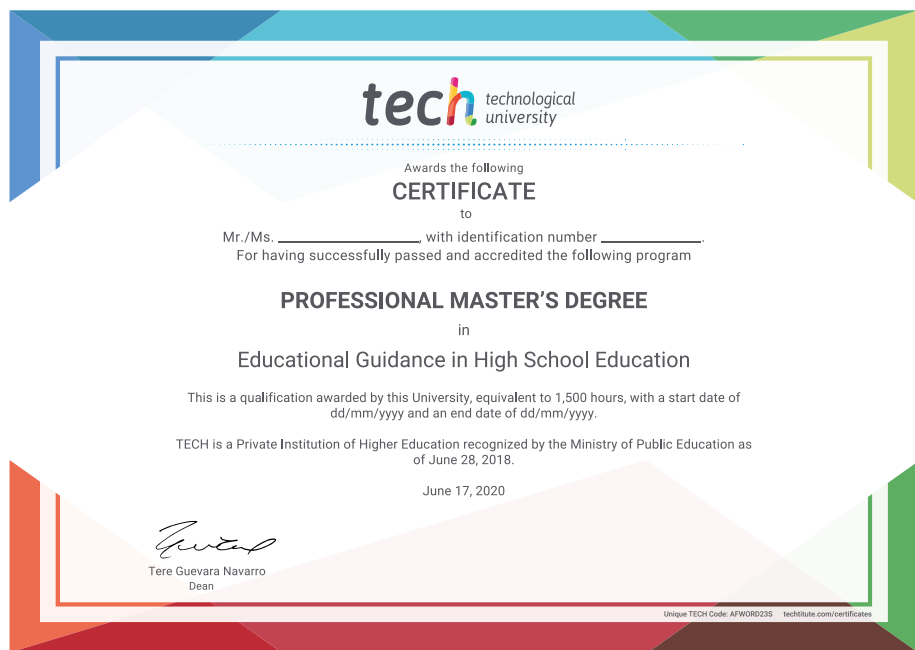 tech technological
university
Awards the following
CERTIFICATE
to
Mr./Ms. ____________________, with identification number ______________.
For having successfully passed and accredited the following program
PROFESSIONAL MASTER'S DEGREE
in
Educational Guidance in High School Education
This is a qualification awarded by this University, equivalent to 1,500 hours, with a start date of
dd/mm/yyyy and an end date of dd/mm/yyyy.
TECH is a Private Institution of Higher Education recognized by the Ministry of Public Education as
of June 28, 2018.
June 17, 2020
Tere Guevara Navarro
Dean
Unique TECH Code: AFWORD23S techtitute.com/certificates